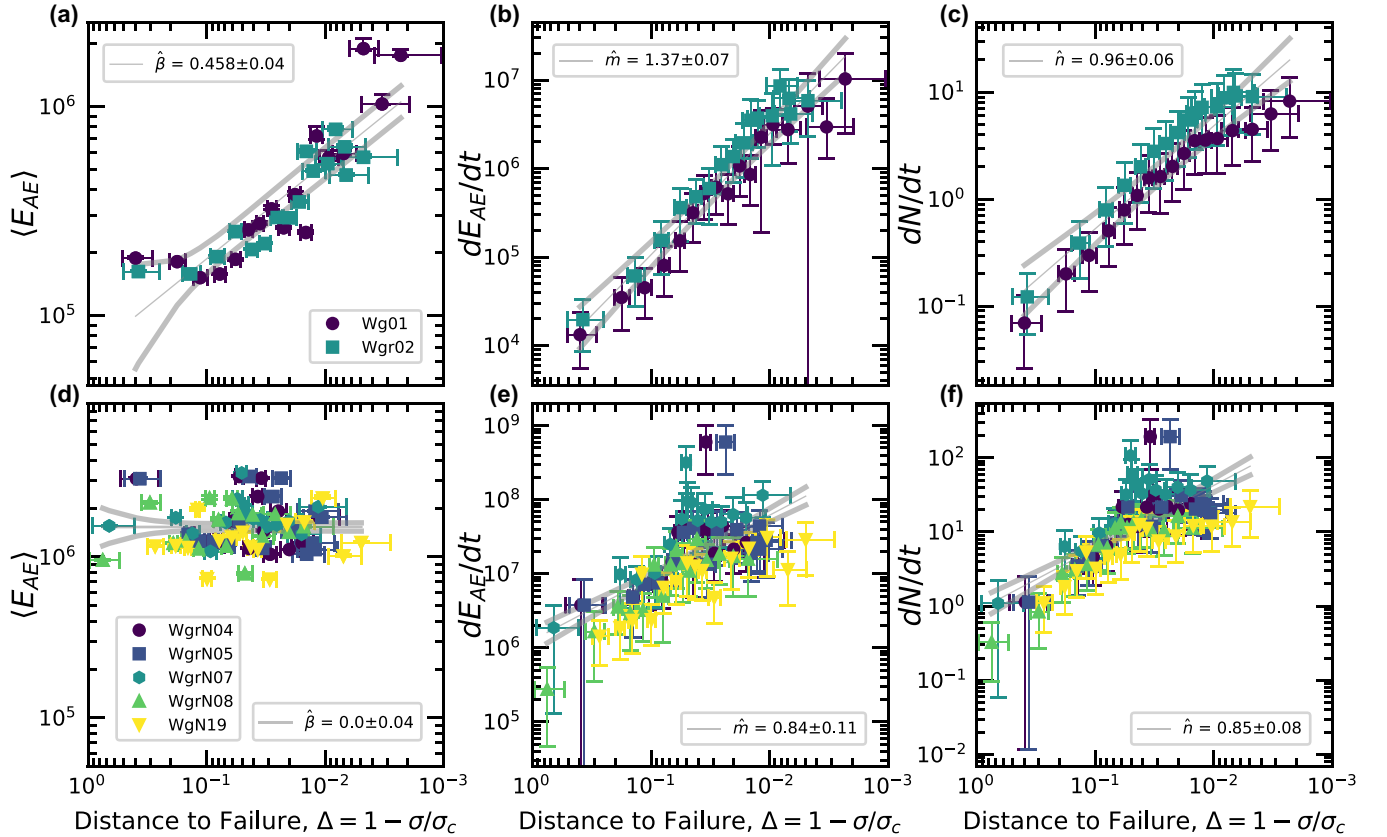 (a)
(b)
(c)
⟨E_AE⟩
10⁶
10⁵
β̂ = 0.458±0.04
Wg01
Wgr02
dE_AE/dt
10⁷
10⁶
10⁵
10⁴
m̂ = 1.37±0.07
dN/dt
10¹
10⁰
10⁻¹
n̂ = 0.96±0.06
(d)
(e)
(f)
⟨E_AE⟩
10⁶
10⁵
WgrN04
WgrN05
WgrN07
WgrN08
WgN19
β̂ = 0.0±0.04
10⁰
10⁻¹
10⁻²
10⁻³
Distance to Failure, Δ = 1 − σ/σ_c
dE_AE/dt
10⁹
10⁸
10⁷
10⁶
10⁵
m̂ = 0.84±0.11
10⁰
10⁻¹
10⁻²
10⁻³
Distance to Failure, Δ = 1 − σ/σ_c
dN/dt
10²
10¹
10⁰
10⁻¹
10⁻²
n̂ = 0.85±0.08
10⁰
10⁻¹
10⁻²
10⁻³
Distance to Failure, Δ = 1 − σ/σ_c